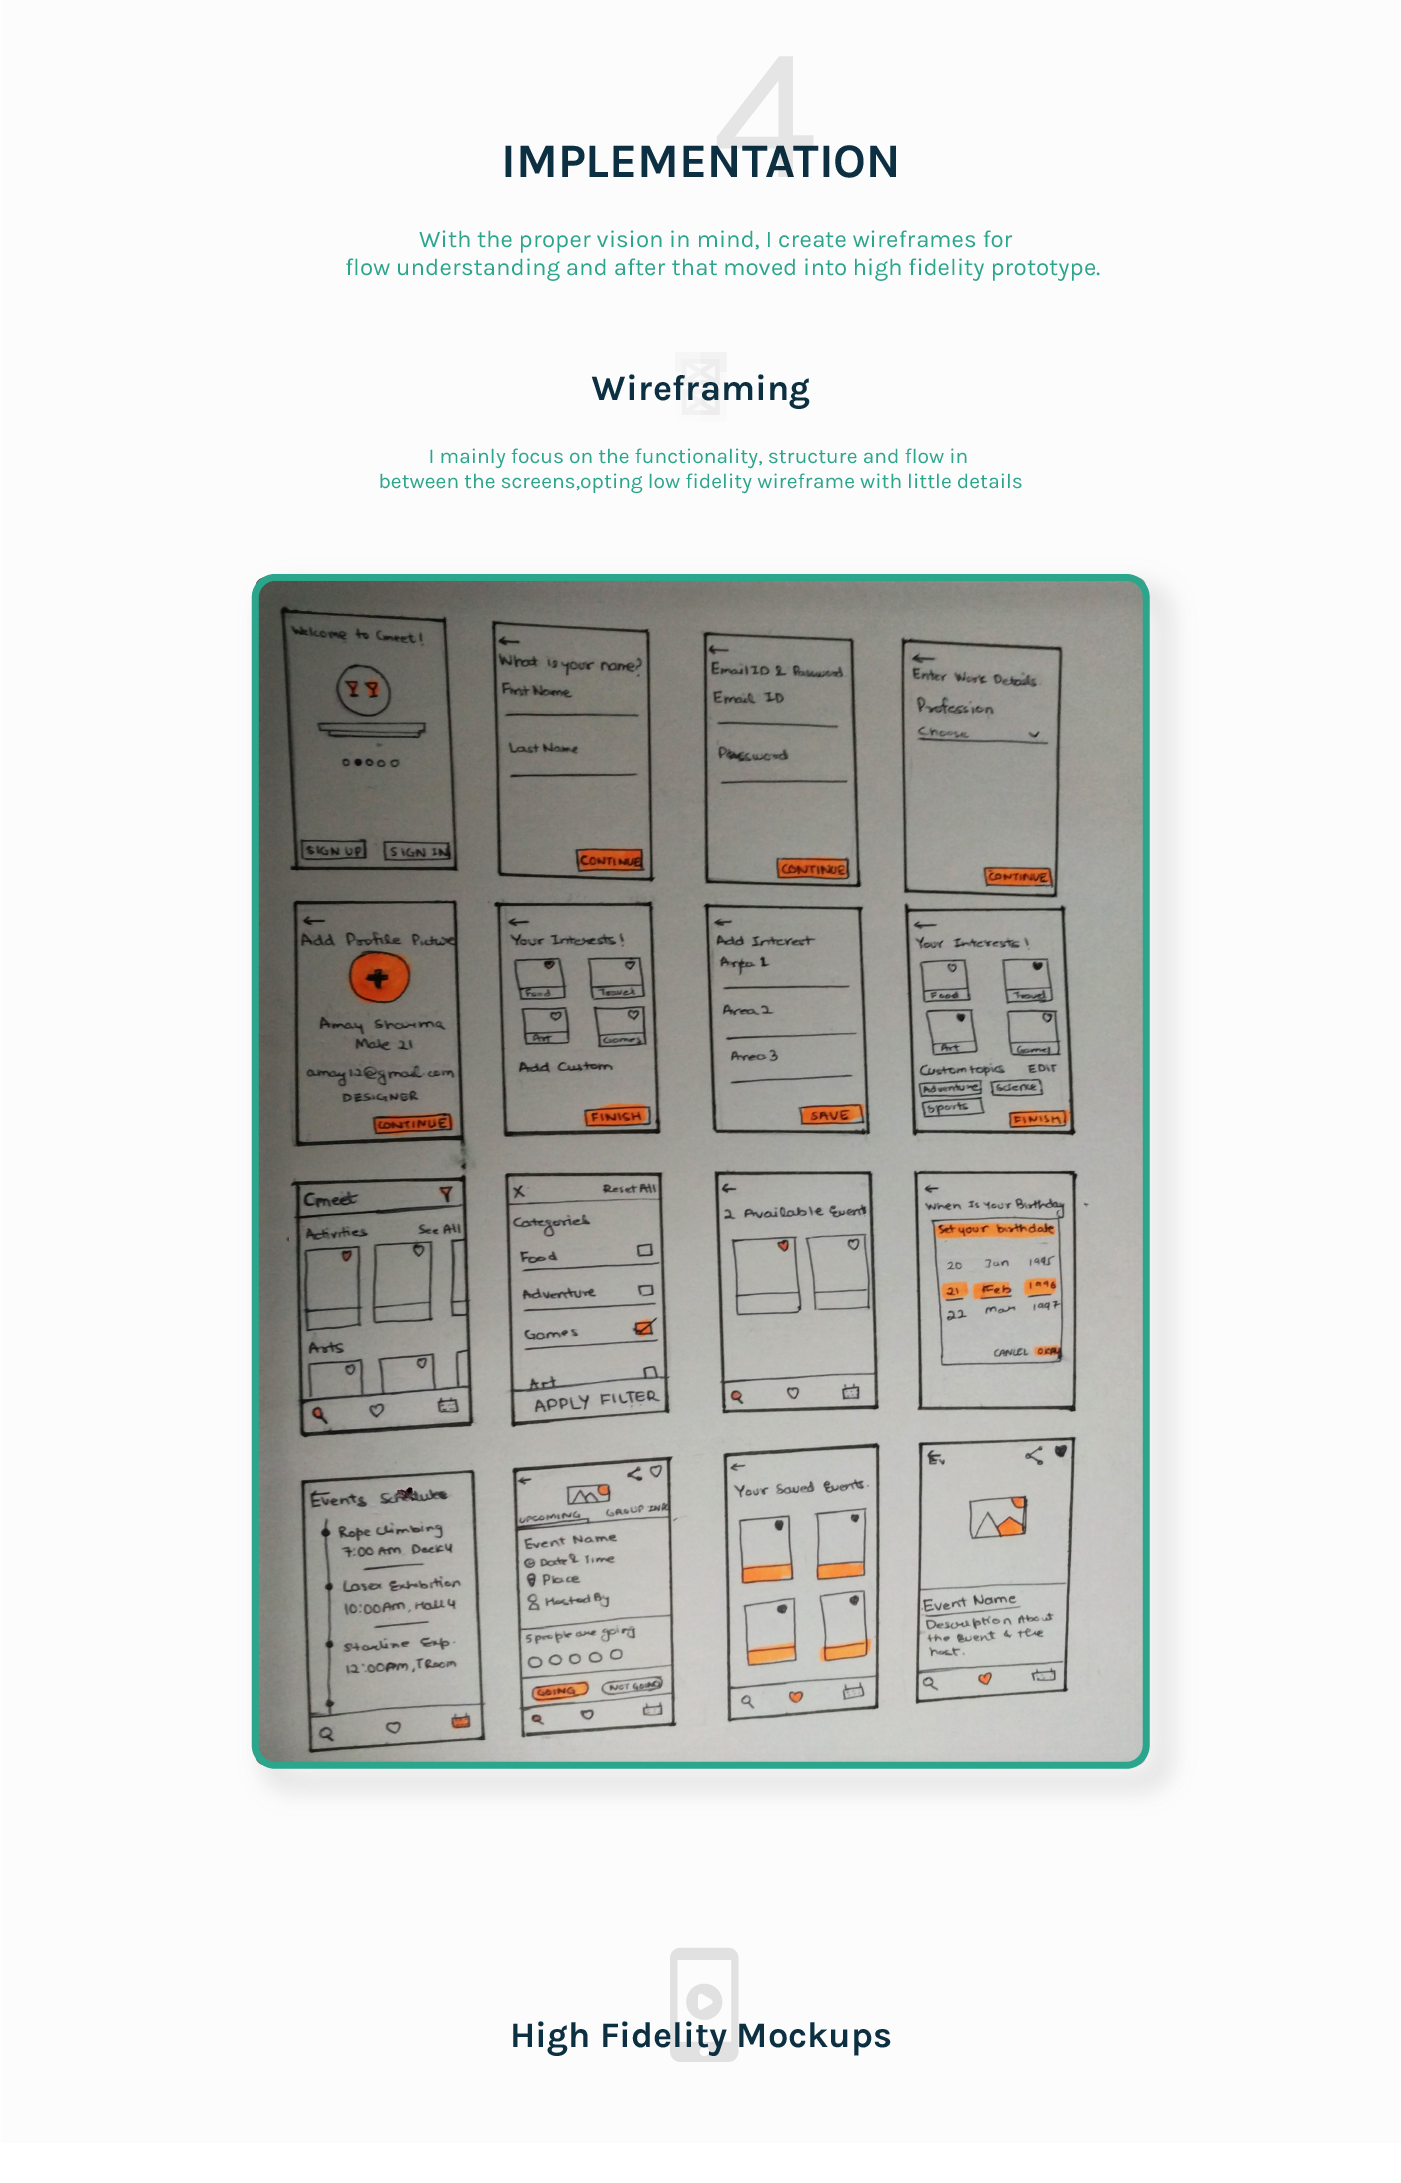 4
IMPLEMENTATION
With the proper vision in mind, I create wireframes for
flow understanding and after that moved into high fidelity prototype.
Wireframing
I mainly focus on the functionality, structure and flow in
between the screens,opting low fidelity wireframe with little details
Welcome to Cmeet!
SIGN UP
SIGN IN
What is your name?
First Name
Last Name
CONTINUE
Email ID & Password
Email ID
Password
CONTINUE
Enter Work Details
Profession
Choose
CONTINUE
Add Profile Picture
Amay Sharma
Male 21
amay12@gmail.com
DESIGNER
CONTINUE
Your Interests!
Food
Travel
Art
Games
Add Custom
FINISH
Add Interest
Area 1
Area 2
Area 3
SAVE
Your Interests!
Food
Travel
Art
Games
Custom topics EDIT
Adventure
Science
Sports
FINISH
Cmeet
Activities See All
Arts
X Reset All
Categories
Food
Adventure
Games
Art
APPLY FILTER
2 Available Event
When Is Your Birthday
Set your birthdate
20 Jan 1995
21 Feb 1996
22 Mar 1997
CANCEL OKAY
Events Schedule
Rope Climbing
7:00 Am, Deck4
Laser Exhibition
10:00Am, Hall 4
Starline Exp.
12:00Am, TRoom
UPCOMING GROUP INFO
Event Name
Date & Time
Place
Hosted By
5 people are going
GOING
NOT GOING
Your Saved Events.
Ev
Event Name
Description About
the Event & the
host.
High Fidelity Mockups